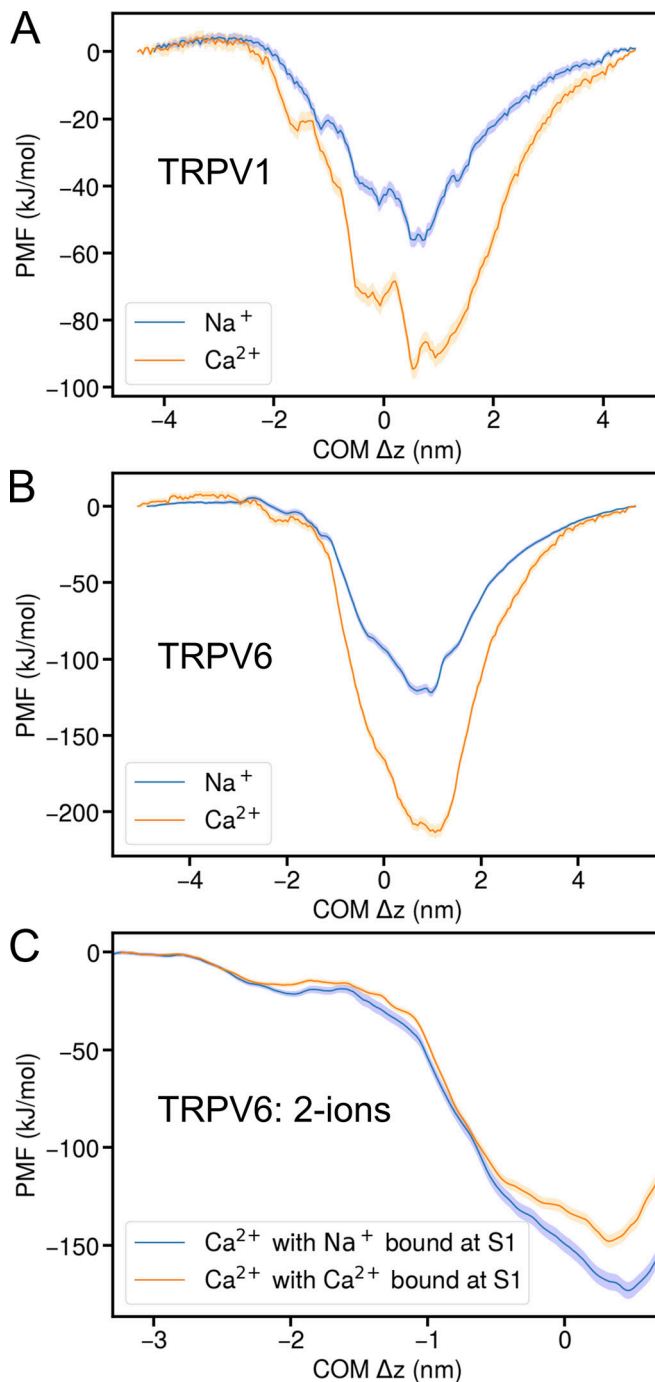 A
0
−20
−40
−60
−80
−100
PMF (kJ/mol)
TRPV1
Na⁺
Ca²⁺
−4 −2 0 2 4
COM Δz (nm)
B
0
−50
−100
−150
−200
PMF (kJ/mol)
TRPV6
Na⁺
Ca²⁺
−4 −2 0 2 4
COM Δz (nm)
C
0
−50
−100
−150
PMF (kJ/mol)
TRPV6: 2-ions
Ca²⁺ with Na⁺ bound at S1
Ca²⁺ with Ca²⁺ bound at S1
−3 −2 −1 0
COM Δz (nm)